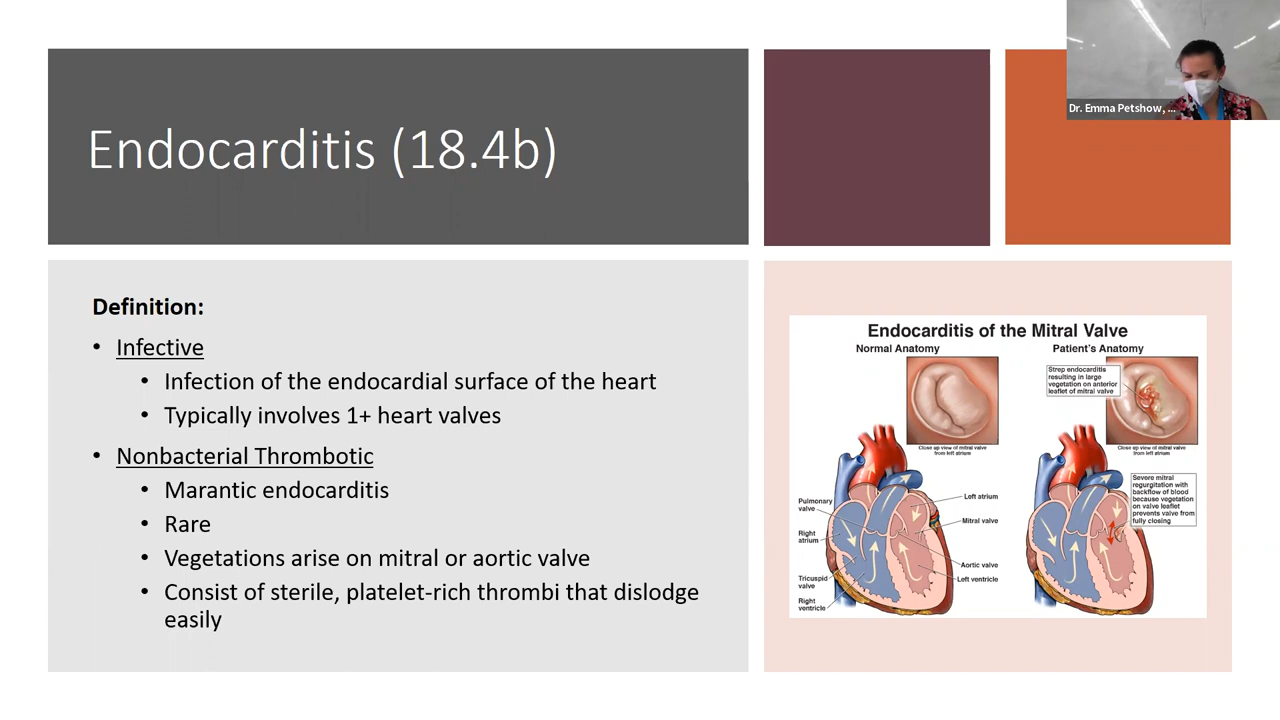 Endocarditis (18.4b)
Dr. Emma Petshow, ...
Definition:
• Infective
• Infection of the endocardial surface of the heart
• Typically involves 1+ heart valves
• Nonbacterial Thrombotic
• Marantic endocarditis
• Rare
• Vegetations arise on mitral or aortic valve
• Consist of sterile, platelet-rich thrombi that dislodge
easily
Endocarditis of the Mitral Valve
Normal Anatomy
Close up view of mitral valve
from left atrium
Pulmonary
valve
Right
atrium
Tricuspid
valve
Right
ventricle
Left atrium
Mitral valve
Aortic valve
Left ventricle
Patient's Anatomy
Strep endocarditis
resulting in large
vegetation on anterior
leaflet of mitral valve
Close up view of mitral valve
from left atrium
Severe mitral
regurgitation with
backflow of blood
because vegetation
on valve leaflet
prevents valve from
fully closing